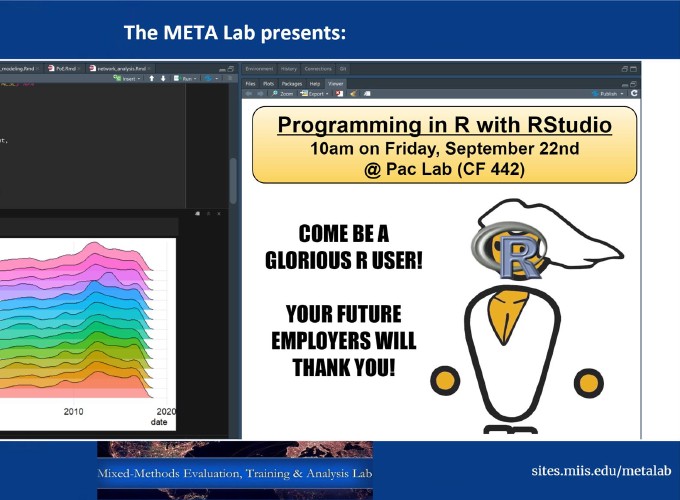 The META Lab presents:
_modeling.Rmd
PoE.Rmd
network_analysis.Rmd
Insert
Run
Environment History Connections Git
Files Plots Packages Help Viewer
Zoom Export Publish
Programming in R with RStudio
10am on Friday, September 22nd
@ Pac Lab (CF 442)
COME BE A
GLORIOUS R USER!
R
YOUR FUTURE
EMPLOYERS WILL
THANK YOU!
2010 2020
date
Mixed-Methods Evaluation, Training & Analysis Lab
sites.miis.edu/metalab